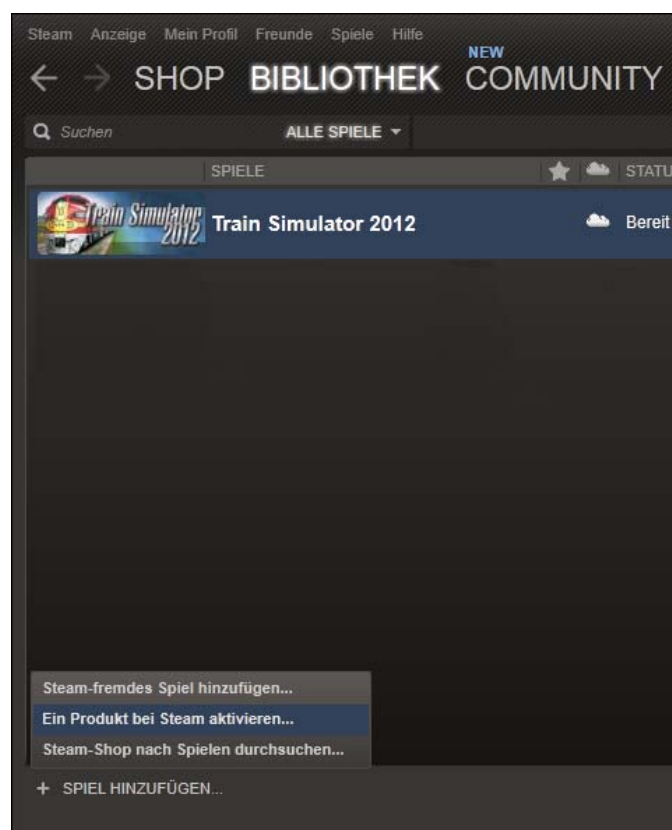 Steam Anzeige Mein Profil Freunde Spiele Hilfe
NEW
SHOP BIBLIOTHEK COMMUNITY
Suchen ALLE SPIELE
SPIELE STATU
Train Simulator 2012 Train Simulator 2012 Bereit
Steam-fremdes Spiel hinzufügen...
Ein Produkt bei Steam aktivieren...
Steam-Shop nach Spielen durchsuchen...
+ SPIEL HINZUFÜGEN...